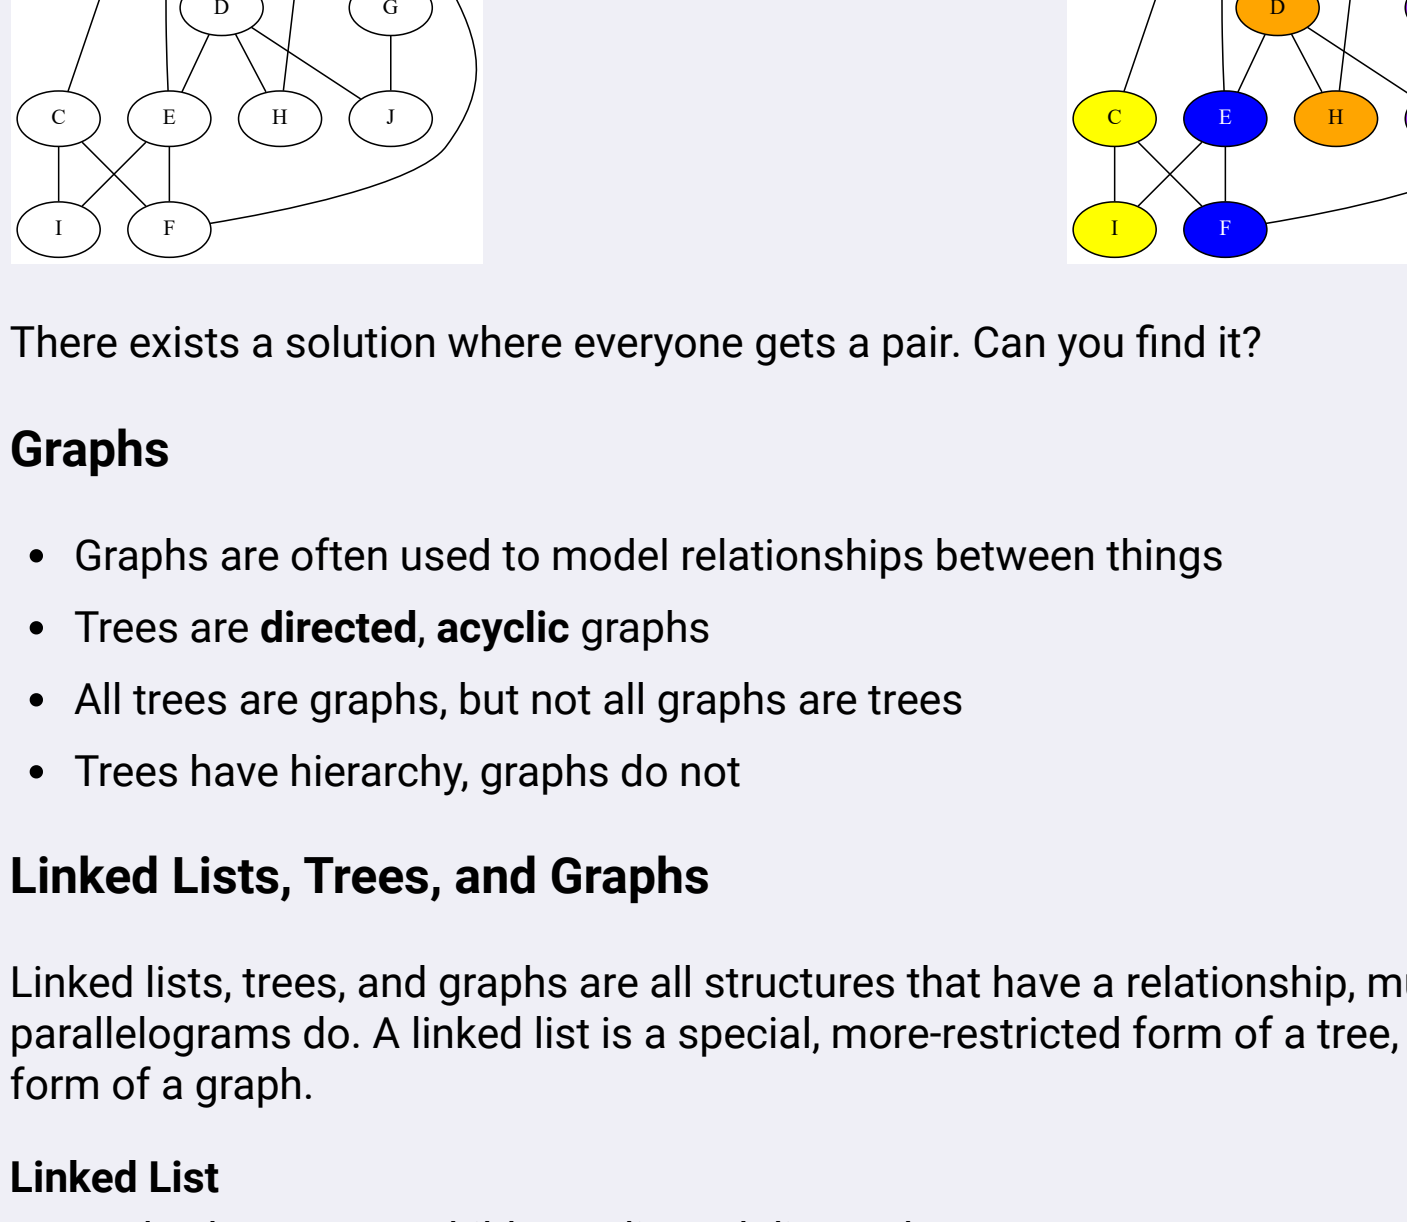 D G D
C E H J C E H
I F I F
There exists a solution where everyone gets a pair. Can you find it?
Graphs
• Graphs are often used to model relationships between things
• Trees are directed, acyclic graphs
• All trees are graphs, but not all graphs are trees
• Trees have hierarchy, graphs do not
Linked Lists, Trees, and Graphs
Linked lists, trees, and graphs are all structures that have a relationship,
parallelograms do. A linked list is a special, more-restricted form of a tree,
form of a graph.
Linked List